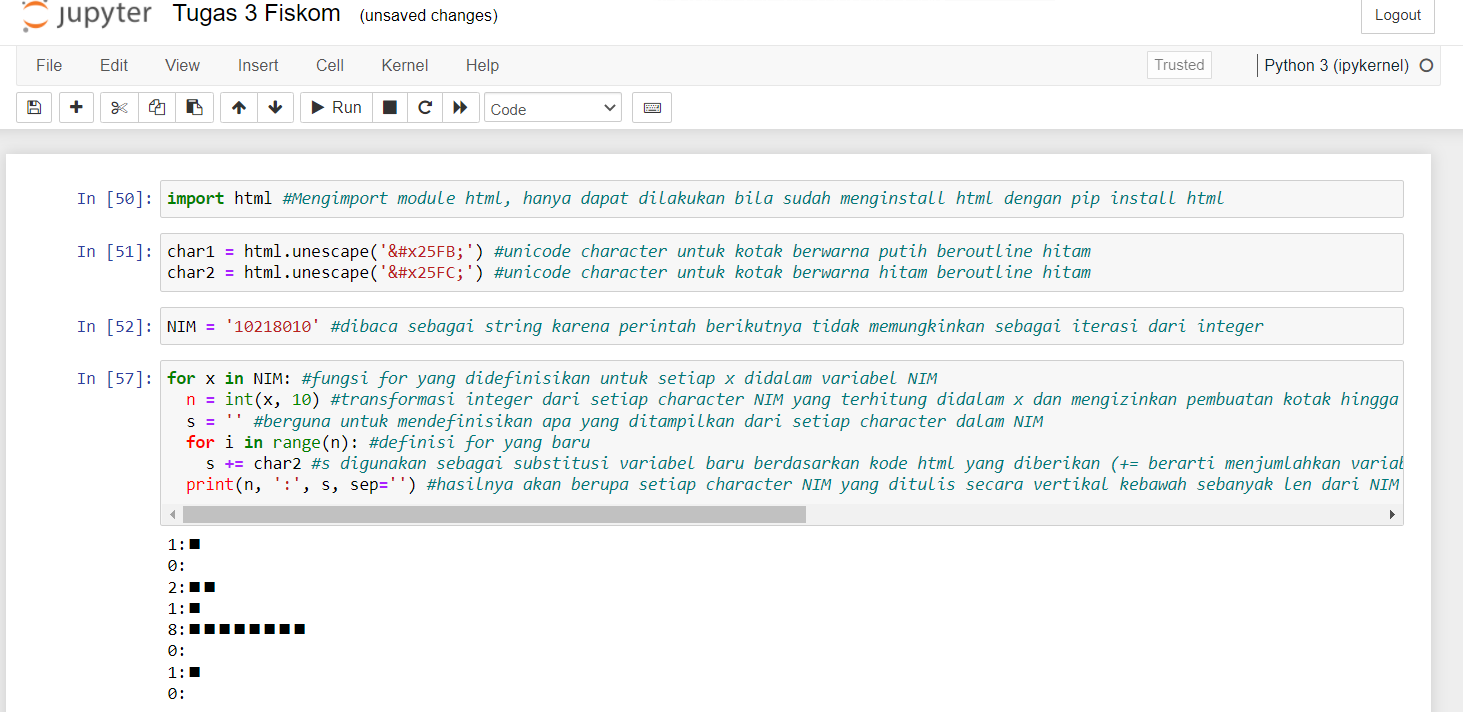 jupyter Tugas 3 Fiskom (unsaved changes) Logout
File Edit View Insert Cell Kernel Help Trusted Python 3 (ipykernel)
Run Code
In [50]: import html #Mengimport module html, hanya dapat dilakukan bila sudah menginstall html dengan pip install html
In [51]: char1 = html.unescape('&#x25FB;') #unicode character untuk kotak berwarna putih beroutline hitam
char2 = html.unescape('&#x25FC;') #unicode character untuk kotak berwarna hitam beroutline hitam
In [52]: NIM = '10218010' #dibaca sebagai string karena perintah berikutnya tidak memungkinkan sebagai iterasi dari integer
In [57]: for x in NIM: #fungsi for yang didefinisikan untuk setiap x didalam variabel NIM
n = int(x, 10) #transformasi integer dari setiap character NIM yang terhitung didalam x dan mengizinkan pembuatan kotak hingga
s = '' #berguna untuk mendefinisikan apa yang ditampilkan dari setiap character dalam NIM
for i in range(n): #definisi for yang baru
s += char2 #s digunakan sebagai substitusi variabel baru berdasarkan kode html yang diberikan (+= berarti menjumlahkan
print(n, ':', s, sep='') #hasilnya akan berupa setiap character NIM yang ditulis secara vertikal kebawah sebanyak len dari NIM
1:◼
0:
2:◼◼
1:◼
8:◼◼◼◼◼◼◼◼
0:
1:◼
0: